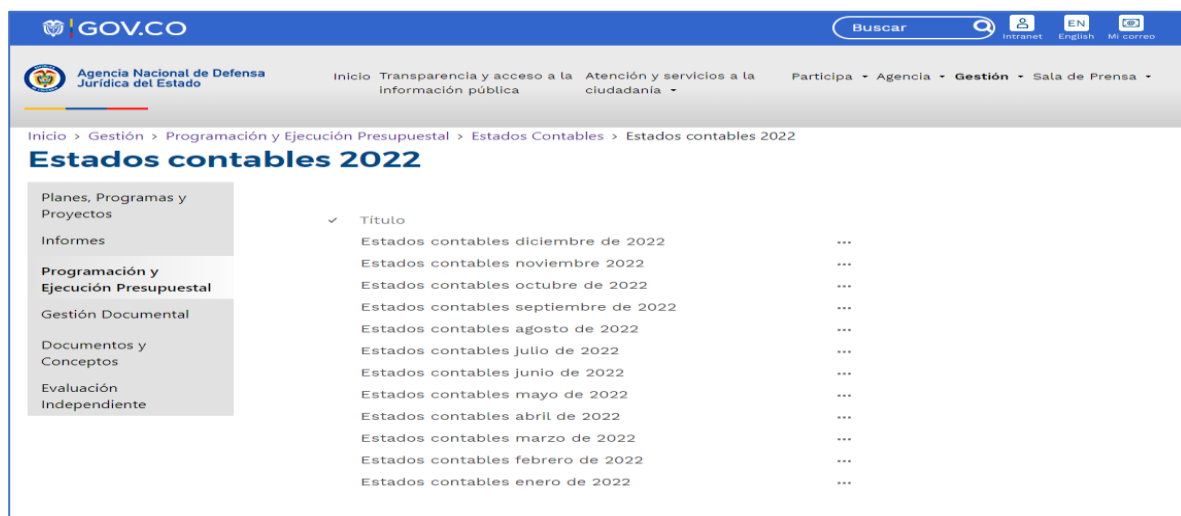 GOV.CO
Buscar
Intranet
EN
English
Mi correo
Agencia Nacional de Defensa
Jurídica del Estado
Inicio
Transparencia y acceso a la
información pública
Atención y servicios a la
ciudadanía
Participa
Agencia
Gestión
Sala de Prensa
Inicio > Gestión > Programación y Ejecución Presupuestal > Estados Contables > Estados contables 2022
Estados contables 2022
Planes, Programas y
Proyectos
Informes
Programación y
Ejecución Presupuestal
Gestión Documental
Documentos y
Conceptos
Evaluación
Independiente
Título
Estados contables diciembre de 2022 ...
Estados contables noviembre 2022 ...
Estados contables octubre de 2022 ...
Estados contables septiembre de 2022 ...
Estados contables agosto de 2022 ...
Estados contables julio de 2022 ...
Estados contables junio de 2022 ...
Estados contables mayo de 2022 ...
Estados contables abril de 2022 ...
Estados contables marzo de 2022 ...
Estados contables febrero de 2022 ...
Estados contables enero de 2022 ...